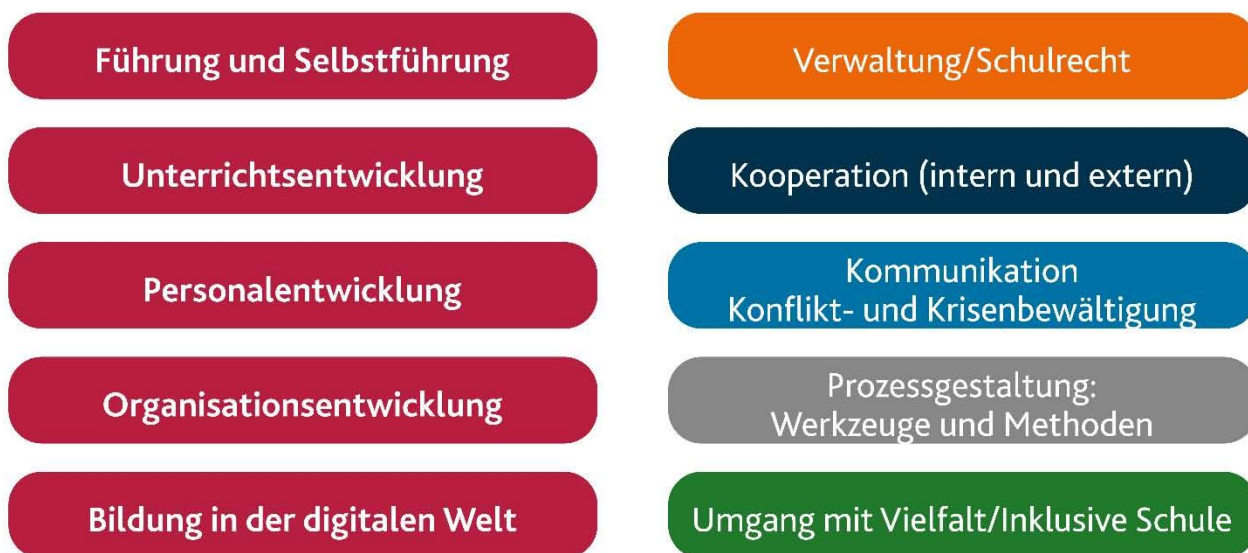 Führung und Selbstführung
Unterrichtsentwicklung
Personalentwicklung
Organisationsentwicklung
Bildung in der digitalen Welt
Verwaltung/Schulrecht
Kooperation (intern und extern)
Kommunikation
Konflikt- und Krisenbewältigung
Prozessgestaltung:
Werkzeuge und Methoden
Umgang mit Vielfalt/Inklusive Schule